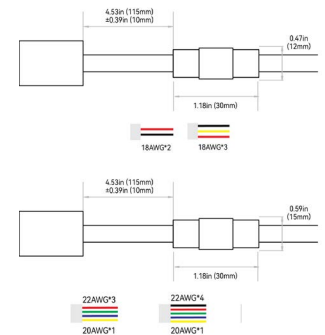 4.53in (115mm)
±0.39in (10mm)
0.47in
(12mm)
1.18in (30mm)
18AWG*2
18AWG*3
4.53in (115mm)
±0.39in (10mm)
0.59in
(15mm)
1.18in (30mm)
22AWG*3
22AWG*4
20AWG*1
20AWG*1